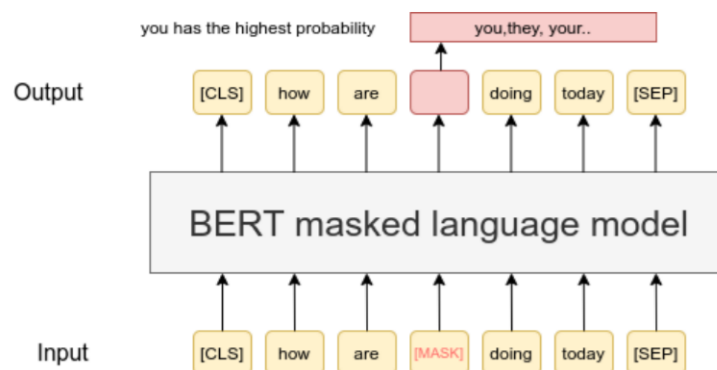 you has the highest probability
you,they, your..
Output
[CLS] how are doing today [SEP]
BERT masked language model
Input
[CLS] how are [MASK] doing today [SEP]